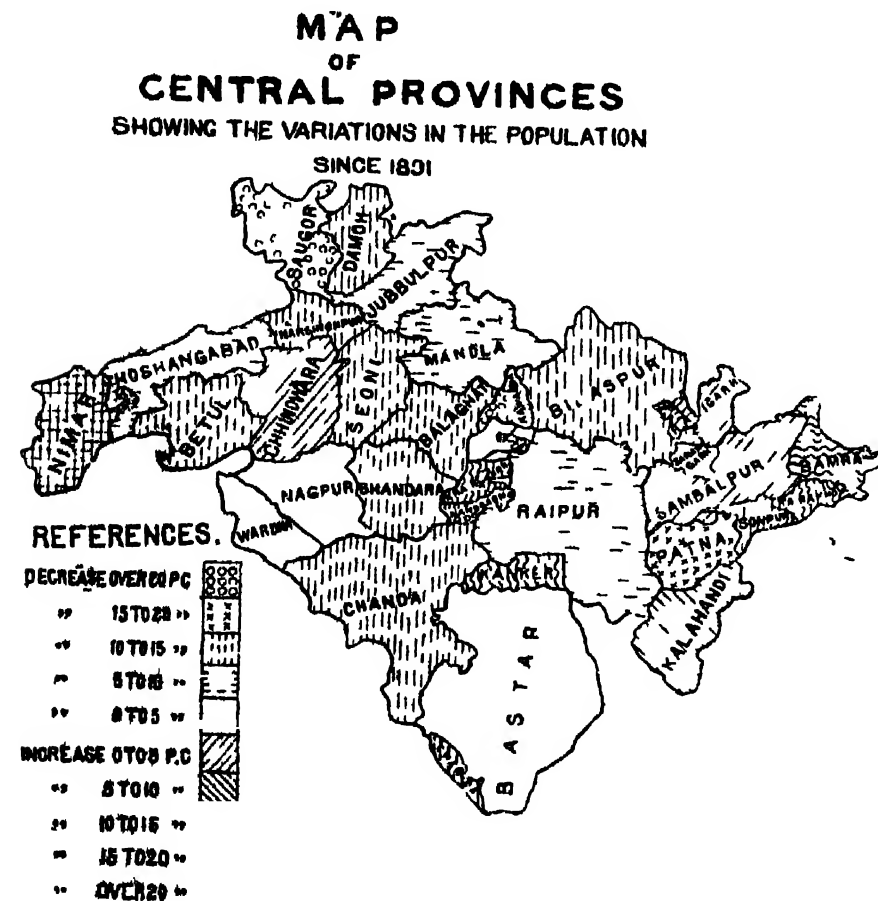 MAP
OF
CENTRAL PROVINCES
SHOWING THE VARIATIONS IN THE POPULATION
SINCE 1891
SAUGOR
DAMOH
JUBBULPUR
NARSINGHPUR
HOSHANGABAD
MANDLA
NIMAR
BETUL
CHHINDWARA
SEONI
BALAGHAT
BILASPUR
NAGPUR
BHANDARA
WARDHA
RAIPUR
SAMBALPUR
BAMRA
SONPUR
PATNA
KALAHANDI
KANKER
CHANDA
BASTAR
REFERENCES.
DECREASE OVER 20 P.C
„ 15 TO 20 „
„ 10 TO 15 „
„ 5 TO 10 „
„ 0 TO 5 „
INCREASE 0 TO 5 P.C
„ 5 TO 10 „
„ 10 TO 15 „
„ 15 TO 20 „
„ OVER 20 „